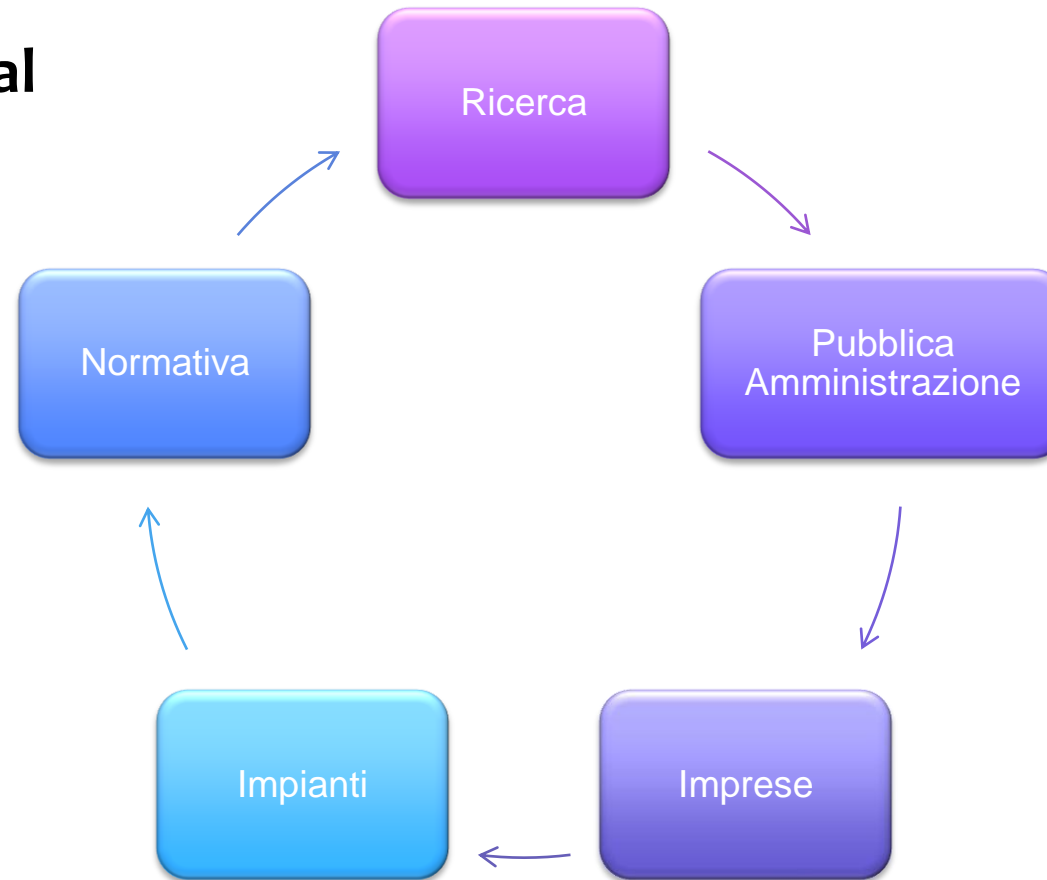 al
Ricerca
Pubblica
Amministrazione
Normativa
Impianti
Imprese